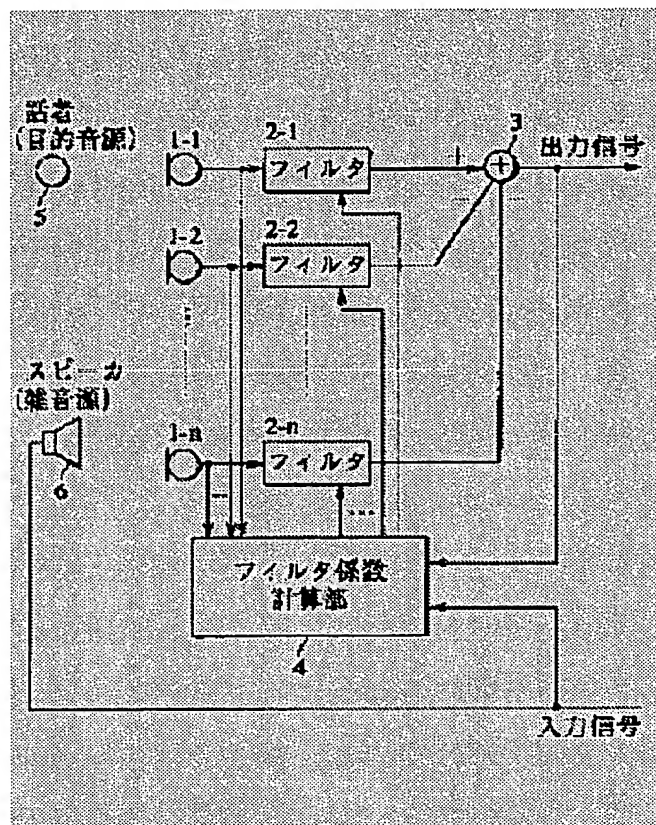 話者
(目的音源)
5
1-1
2-1
フィルタ
3
出力信号
1-2
2-2
フィルタ
スピーカ
(雑音源)
6
1-n
2-n
フィルタ
フィルタ係数
計算部
4
入力信号